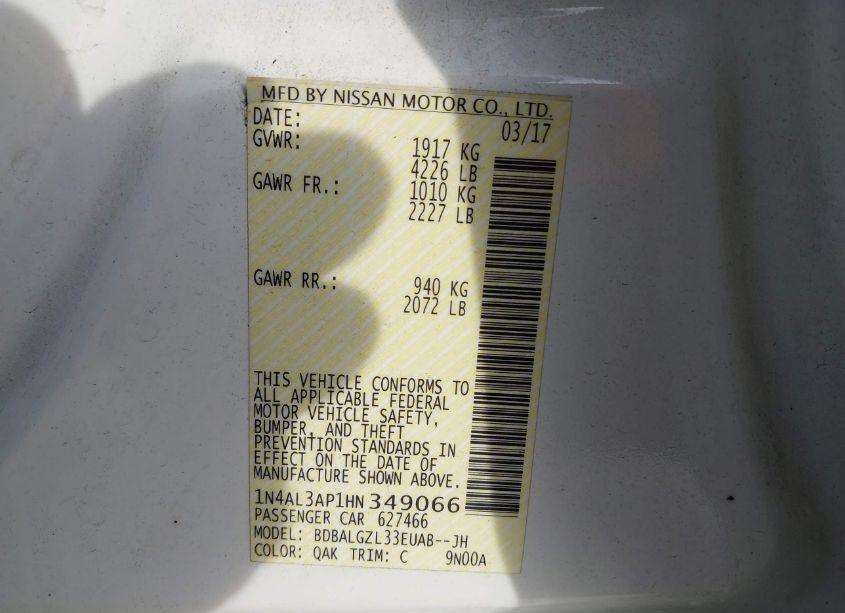 MFD BY NISSAN MOTOR CO., LTD.
DATE: 03/17
GVWR: 1917 KG
4226 LB
GAWR FR.: 1010 KG
2227 LB
GAWR RR.: 940 KG
2072 LB
THIS VEHICLE CONFORMS TO
ALL APPLICABLE FEDERAL
MOTOR VEHICLE SAFETY,
BUMPER, AND THEFT
PREVENTION STANDARDS IN
EFFECT ON THE DATE OF
MANUFACTURE SHOWN ABOVE.
1N4AL3AP1HN349066
PASSENGER CAR 627466
MODEL: BDBALGZL33EUAB--JH
COLOR: QAK TRIM: C 9N00A